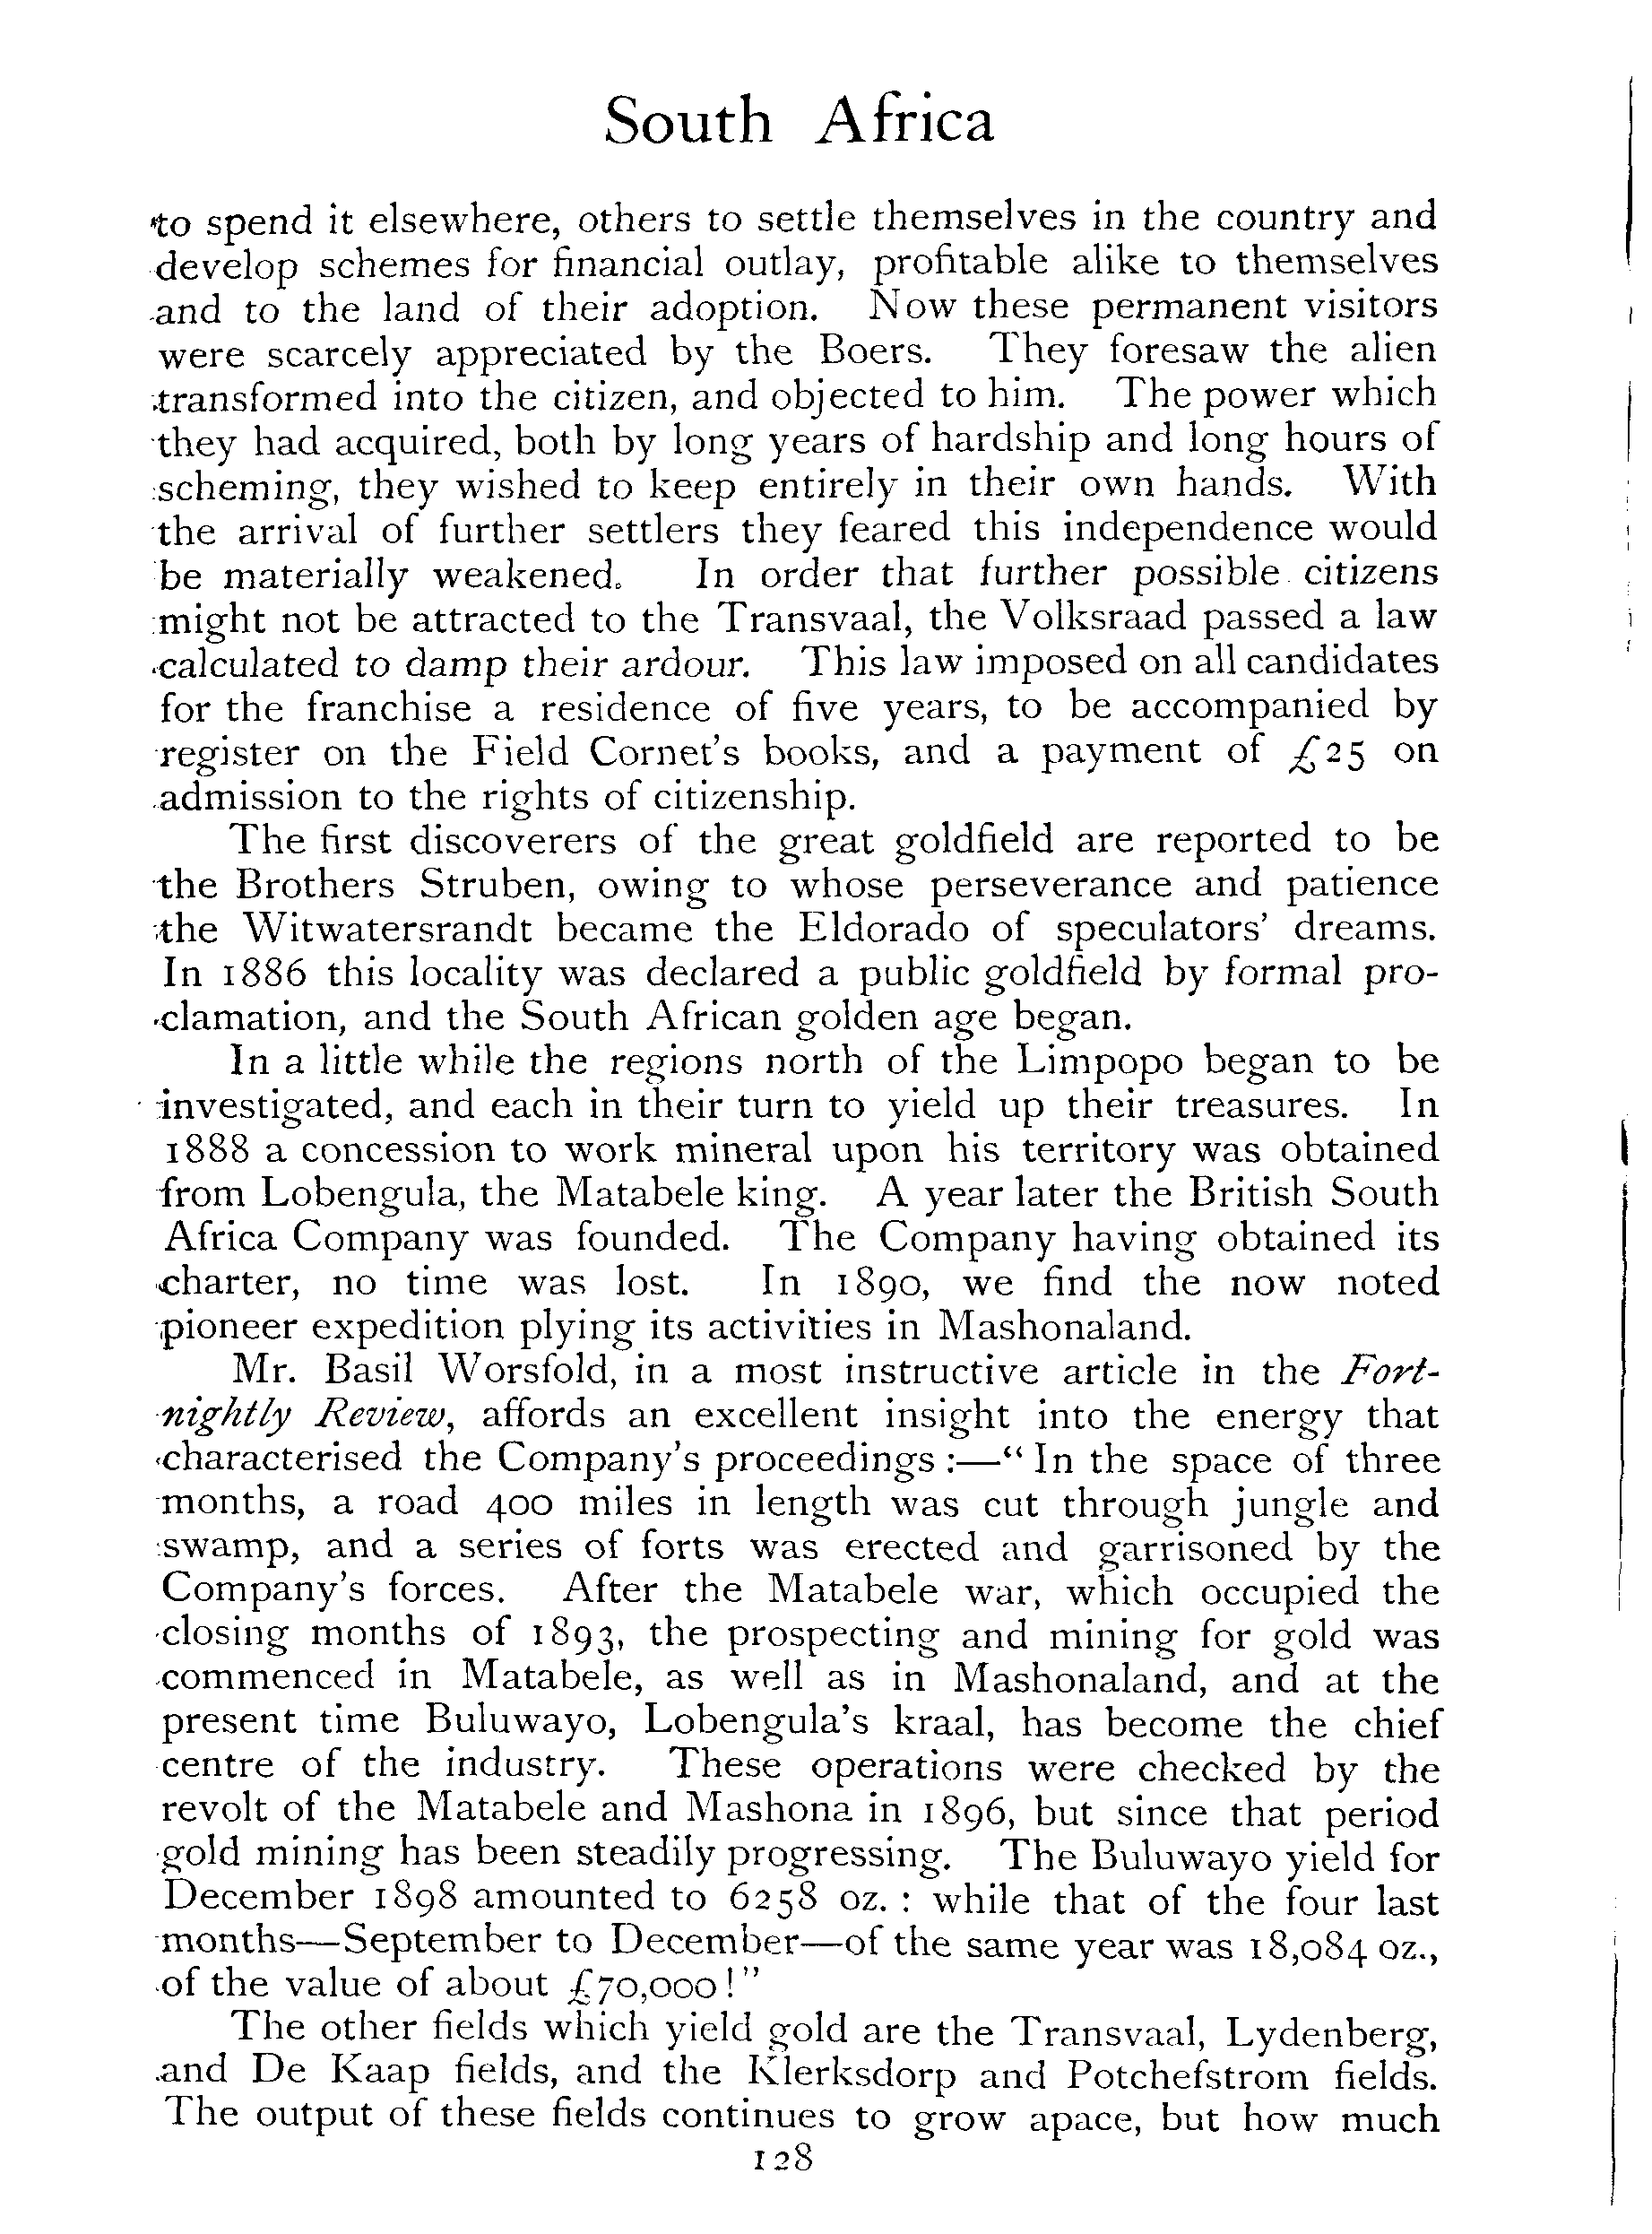 South Africa
to spend it elsewhere, others to settle themselves in the country and
develop schemes for financial outlay, profitable alike to themselves
and to the land of their adoption. Now these permanent visitors
were scarcely appreciated by the Boers. They foresaw the alien
transformed into the citizen, and objected to him. The power which
they had acquired, both by long years of hardship and long hours of
scheming, they wished to keep entirely in their own hands. With
the arrival of further settlers they feared this independence would
be materially weakened. In order that further possible citizens
might not be attracted to the Transvaal, the Volksraad passed a law
calculated to damp their ardour. This law imposed on all candidates
for the franchise a residence of five years, to be accompanied by
register on the Field Cornet's books, and a payment of £25 on
admission to the rights of citizenship.
The first discoverers of the great goldfield are reported to be
the Brothers Struben, owing to whose perseverance and patience
the Witwatersrandt became the Eldorado of speculators' dreams.
In 1886 this locality was declared a public goldfield by formal pro-
clamation, and the South African golden age began.
In a little while the regions north of the Limpopo began to be
investigated, and each in their turn to yield up their treasures. In
1888 a concession to work mineral upon his territory was obtained
from Lobengula, the Matabele king. A year later the British South
Africa Company was founded. The Company having obtained its
charter, no time was lost. In 1890, we find the now noted
pioneer expedition plying its activities in Mashonaland.
Mr. Basil Worsfold, in a most instructive article in the Fort-
nightly Review, affords an excellent insight into the energy that
characterised the Company's proceedings :—"In the space of three
months, a road 400 miles in length was cut through jungle and
swamp, and a series of forts was erected and garrisoned by the
Company's forces. After the Matabele war, which occupied the
closing months of 1893, the prospecting and mining for gold was
commenced in Matabele, as well as in Mashonaland, and at the
present time Buluwayo, Lobengula's kraal, has become the chief
centre of the industry. These operations were checked by the
revolt of the Matabele and Mashona in 1896, but since that period
gold mining has been steadily progressing. The Buluwayo yield for
December 1898 amounted to 6258 oz. : while that of the four last
months—September to December—of the same year was 18,084 oz.,
of the value of about £70,000!"
The other fields which yield gold are the Transvaal, Lydenberg,
and De Kaap fields, and the Klerksdorp and Potchefstrom fields.
The output of these fields continues to grow apace, but how much
128